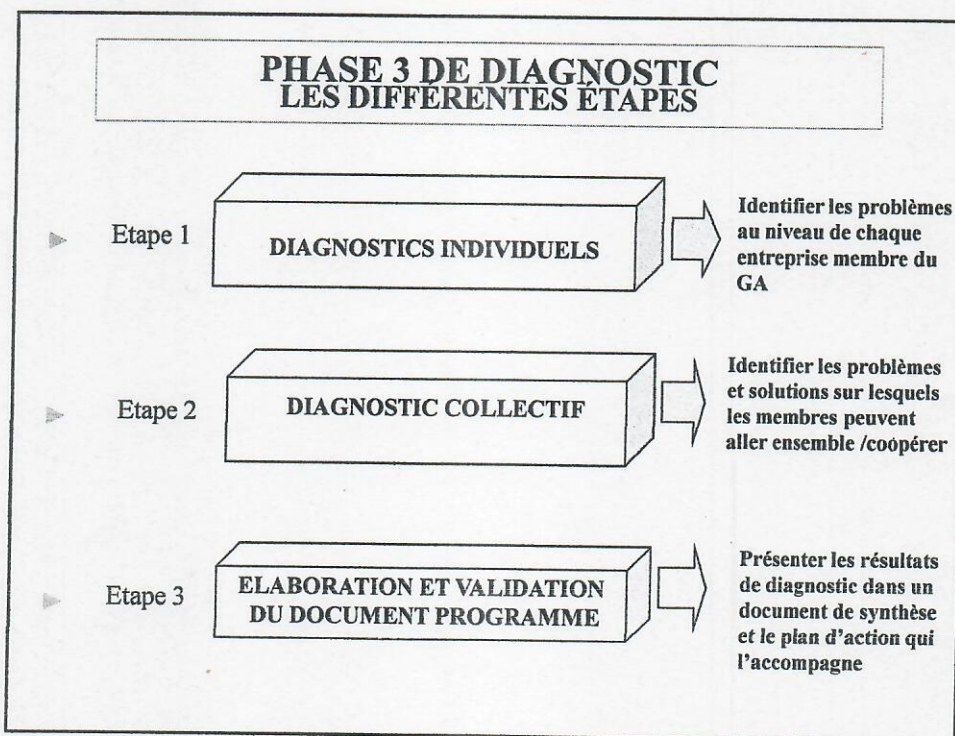 PHASE 3 DE DIAGNOSTIC
LES DIFFÉRENTES ÉTAPES
Etape 1
DIAGNOSTICS INDIVIDUELS
Identifier les problèmes
au niveau de chaque
entreprise membre du
GA
Etape 2
DIAGNOSTIC COLLECTIF
Identifier les problèmes
et solutions sur lesquels
les membres peuvent
aller ensemble /coopérer
Etape 3
ELABORATION ET VALIDATION
DU DOCUMENT PROGRAMME
Présenter les résultats
de diagnostic dans un
document de synthèse
et le plan d'action qui
l'accompagne